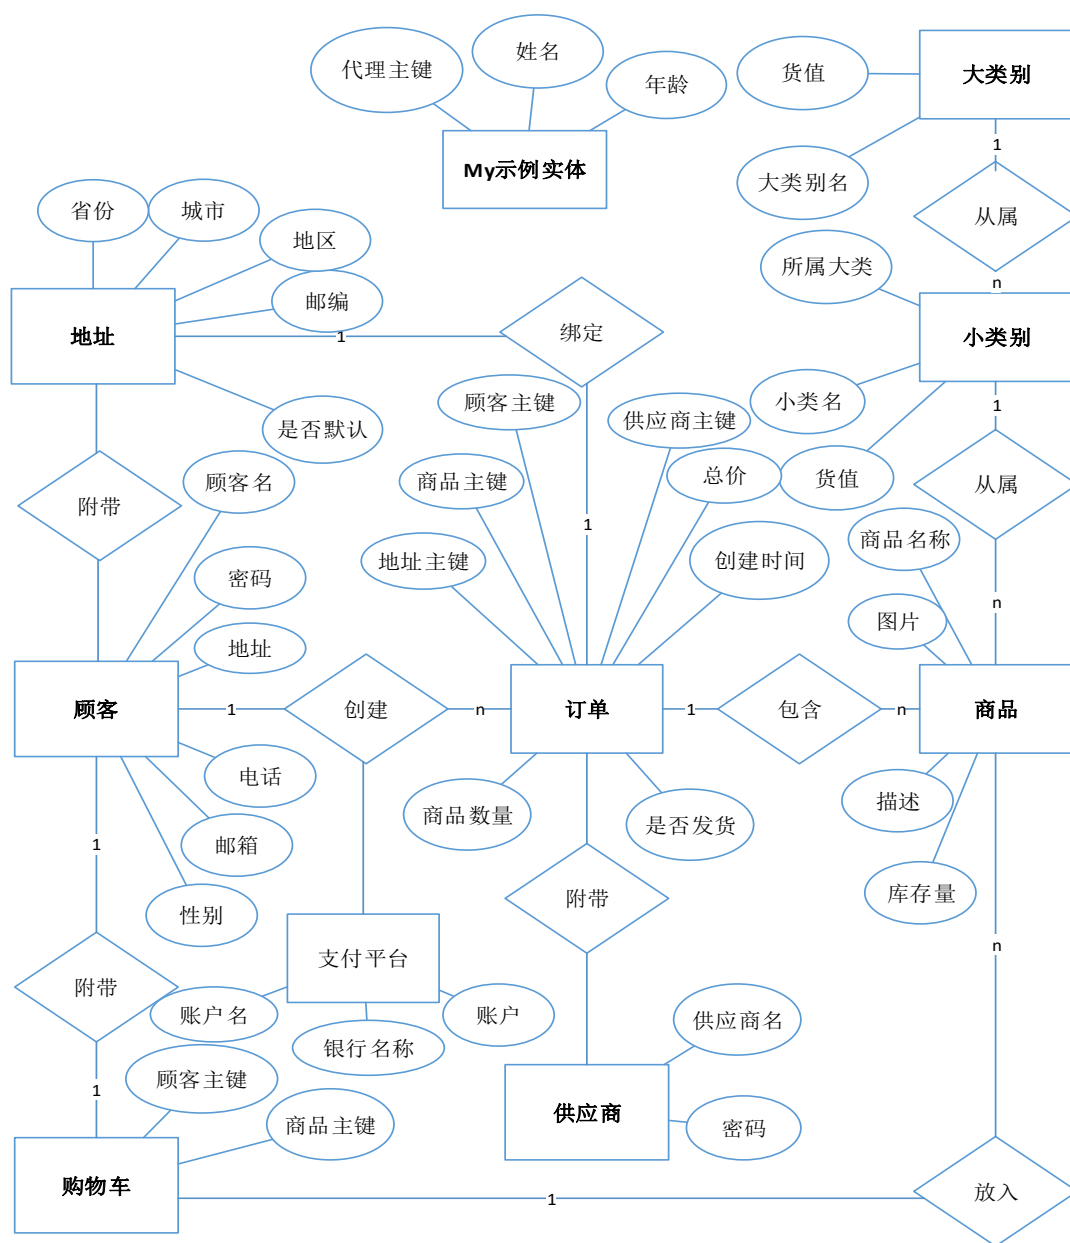 姓名
代理主键
年龄
货值
大类别
My示例实体
1
大类别名
省份
城市
从属
地区
所属大类
n
邮编
地址
1
绑定
小类别
顾客主键
小类名
1
供应商主键
是否默认
顾客名
商品主键
总价
货值
从属
附带
1
商品名称
地址主键
创建时间
密码
n
图片
地址
顾客
1
创建
n
订单
1
包含
n
商品
电话
描述
商品数量
是否发货
1
邮箱
库存量
附带
性别
n
支付平台
附带
账户名
账户
供应商名
银行名称
1
顾客主键
商品主键
供应商
密码
购物车
1
放入